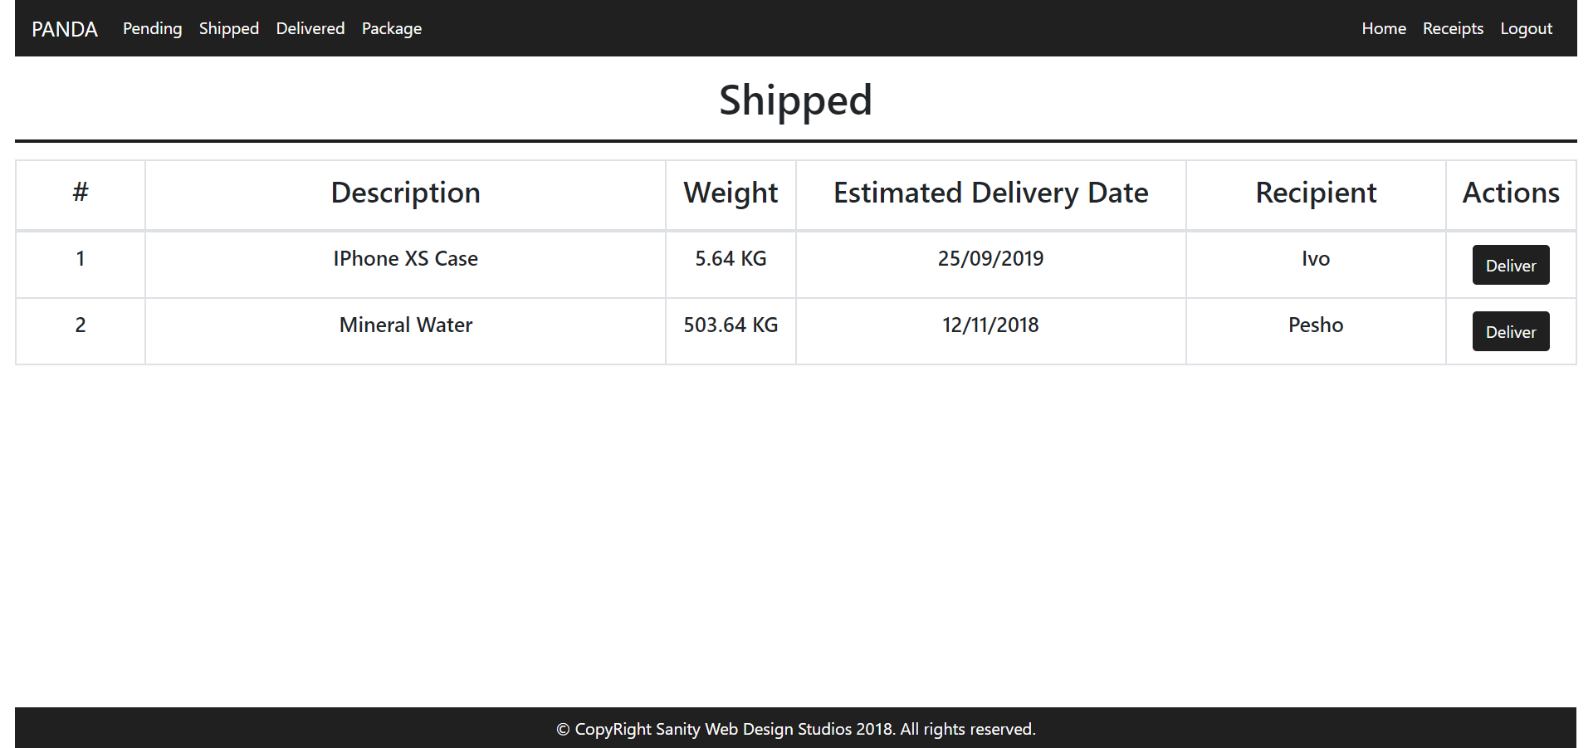 PANDA Pending Shipped Delivered Package Home Receipts Logout
Shipped
# Description Weight Estimated Delivery Date Recipient Actions
1 IPhone XS Case 5.64 KG 25/09/2019 Ivo Deliver
2 Mineral Water 503.64 KG 12/11/2018 Pesho Deliver
© CopyRight Sanity Web Design Studios 2018. All rights reserved.